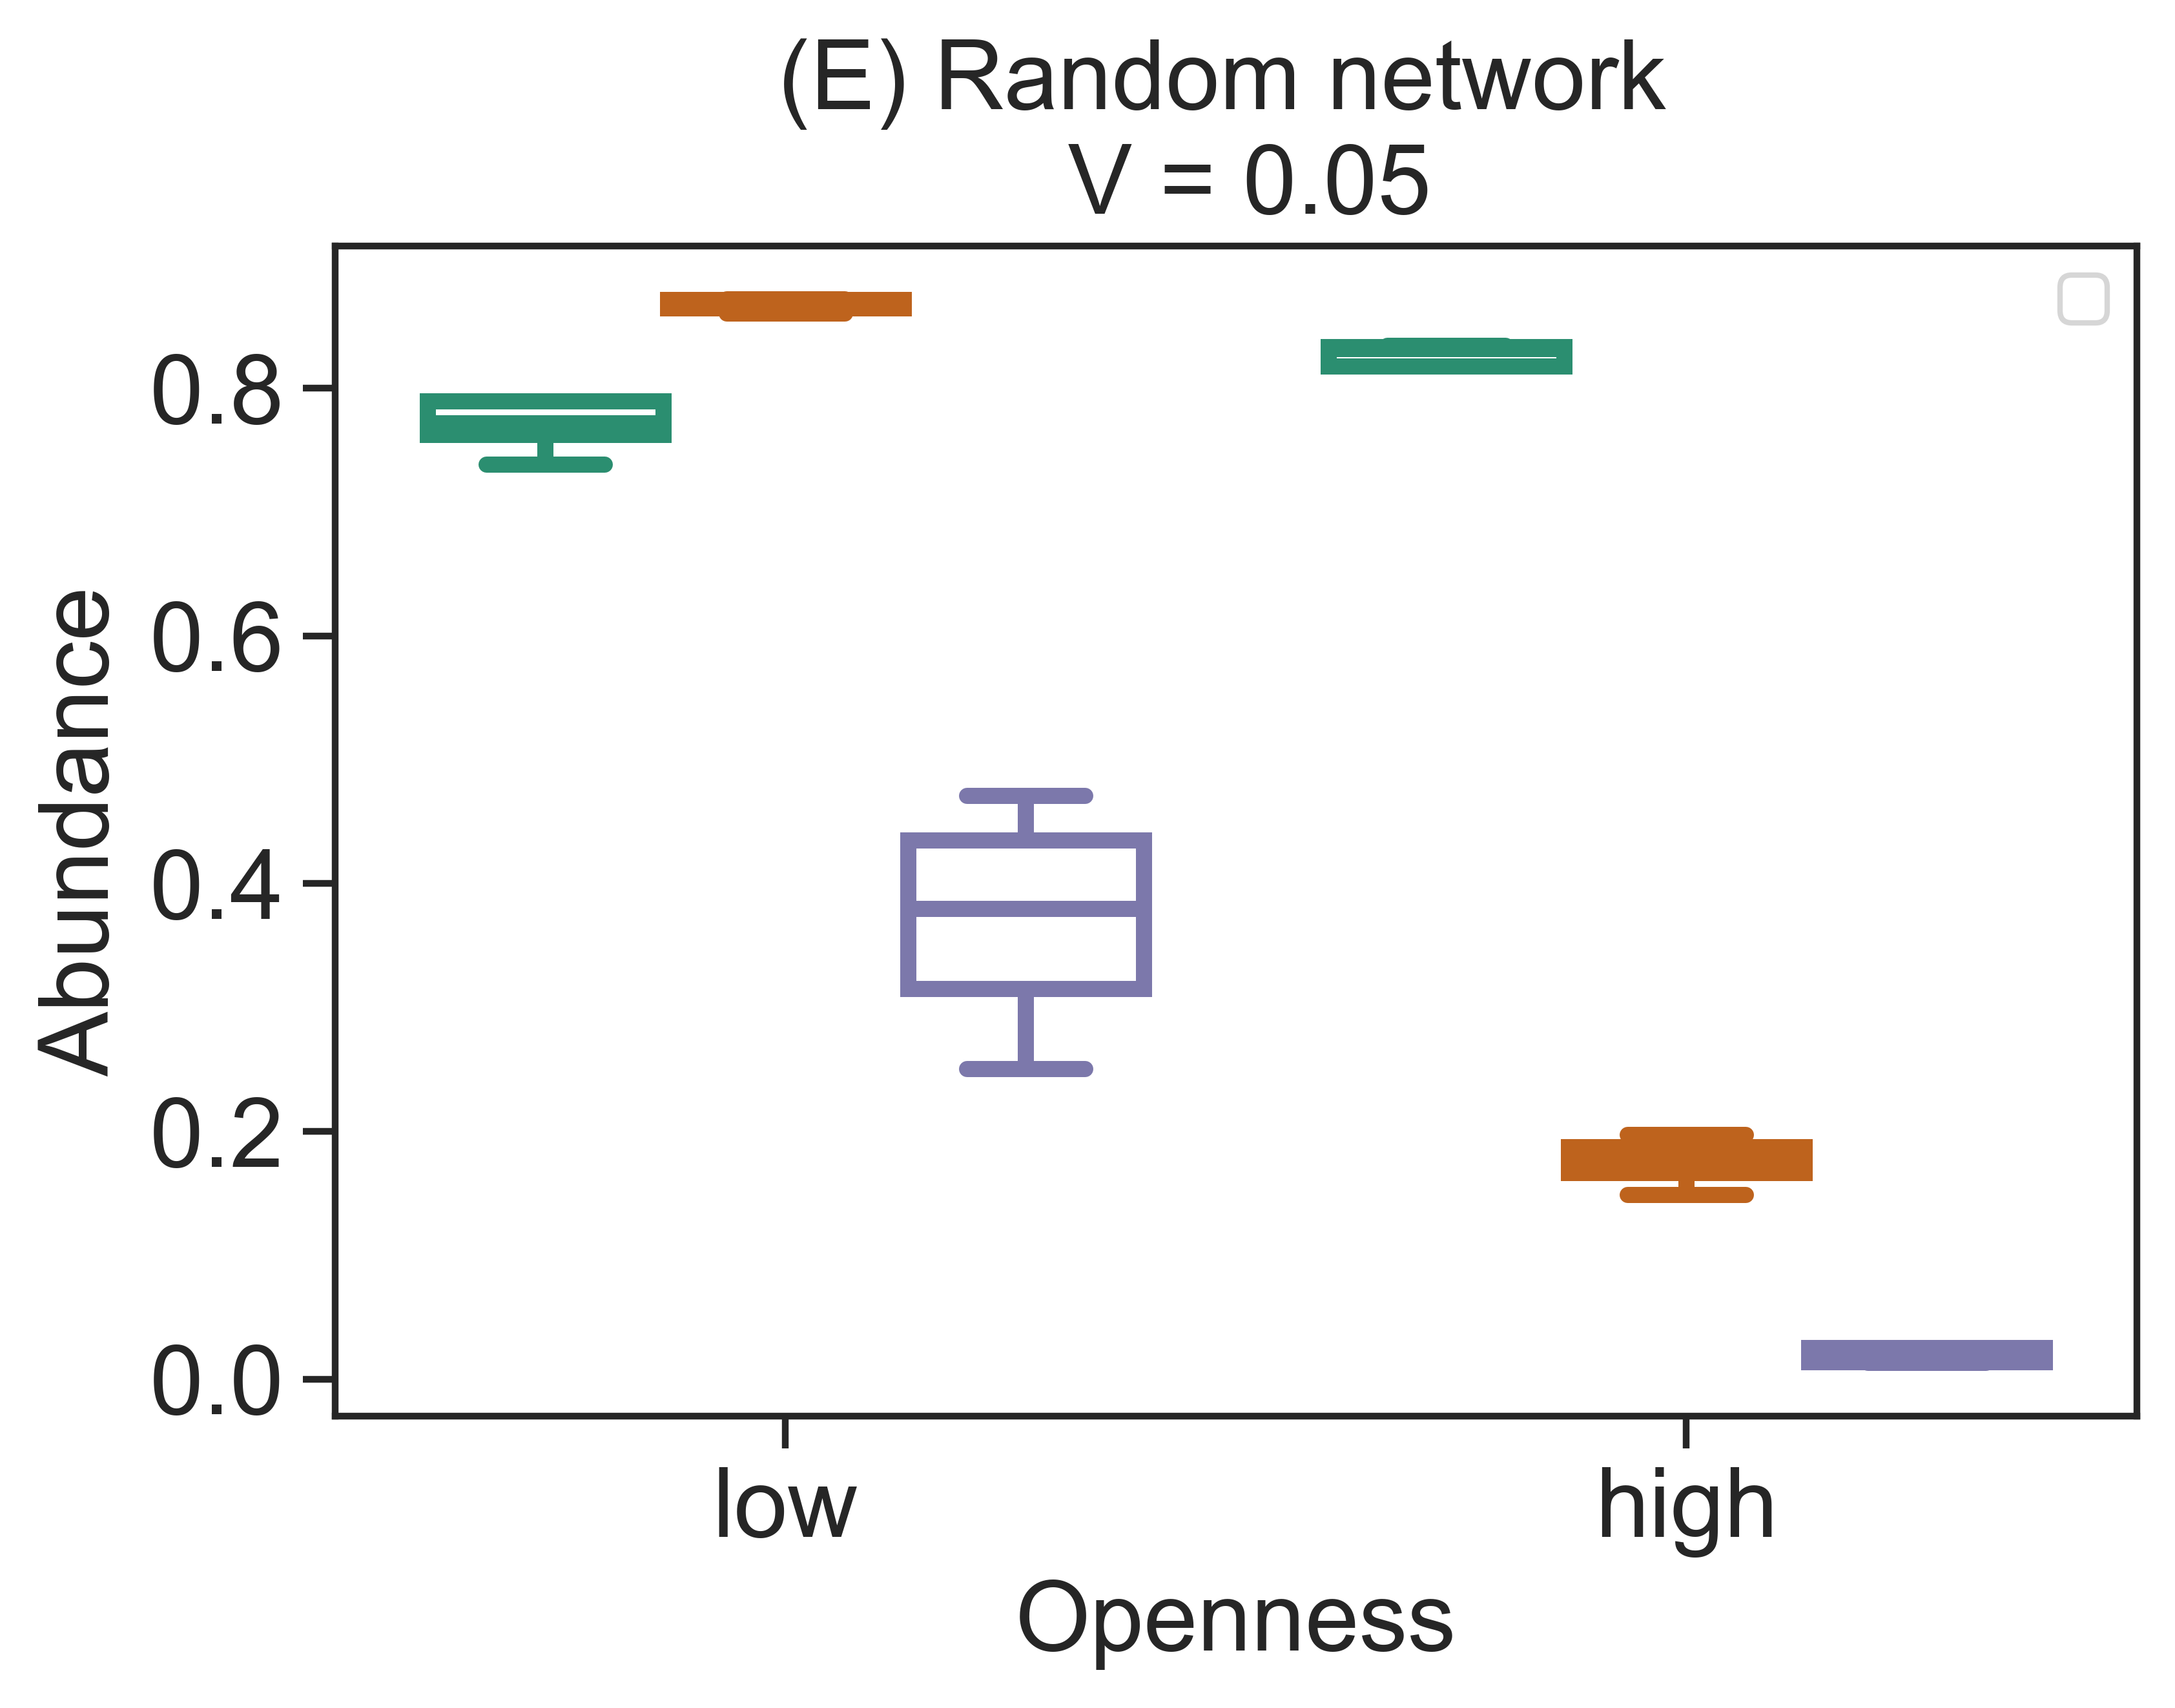 (E) Random network
V = 0.05
0.8
0.6
0.4
0.2
0.0
Abundance
low
high
Openness